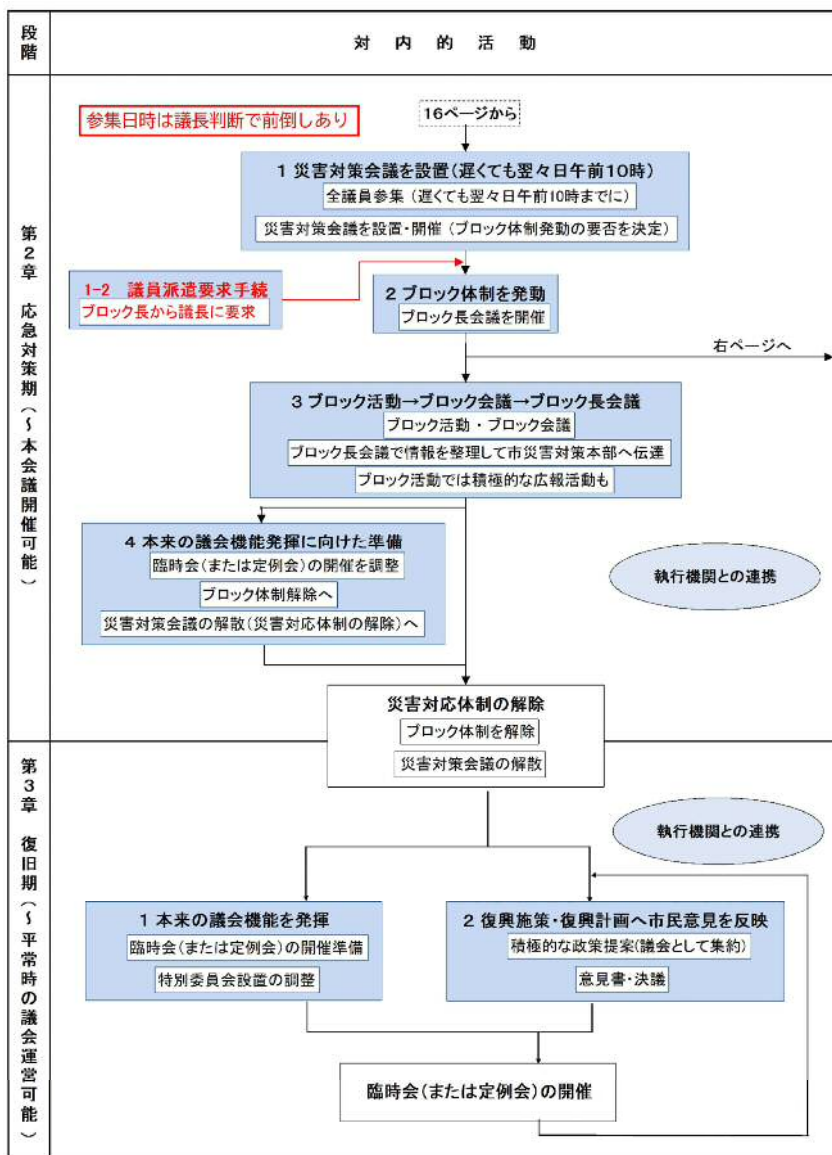 段階
対内的活動
参集日時は議長判断で前倒しあり
16ページから
1 災害対策会議を設置(遅くても翌々日午前10時)
全議員参集(遅くても翌々日午前10時までに)
災害対策会議を設置・開催(ブロック体制発動の要否を決定)
1-2 議員派遣要求手続
ブロック長から議長に要求
2 ブロック体制を発動
ブロック長会議を開催
右ページへ
3 ブロック活動→ブロック会議→ブロック長会議
ブロック活動・ブロック会議
ブロック長会議で情報を整理して市災害対策本部へ伝達
ブロック活動では積極的な広報活動も
第2章 応急対策期(~本会議開催可能)
4 本来の議会機能発揮に向けた準備
臨時会(または定例会)の開催を調整
ブロック体制解除へ
災害対策会議の解散(災害対応体制の解除)へ
執行機関との連携
災害対応体制の解除
ブロック体制を解除
災害対策会議の解散
第3章 復旧期(~平常時の議会運営可能)
執行機関との連携
1 本来の議会機能を発揮
臨時会(または定例会)の開催準備
特別委員会設置の調整
2 復興施策・復興計画へ市民意見を反映
積極的な政策提案(議会として集約)
意見書・決議
臨時会(または定例会)の開催